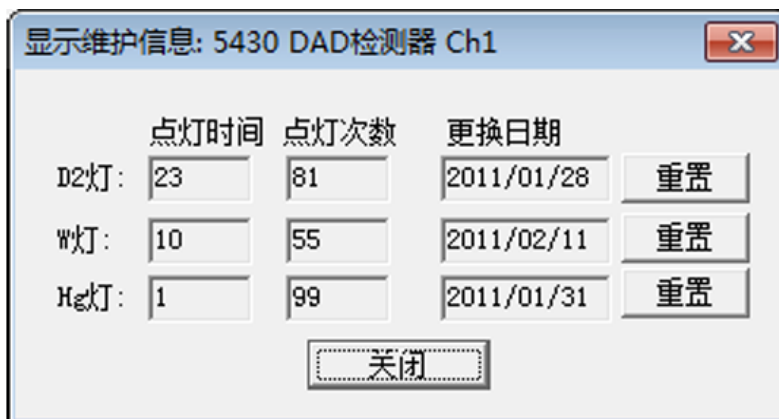 显示维护信息: 5430 DAD检测器 Ch1
点灯时间 点灯次数 更换日期
D2灯: 23 81 2011/01/28 重置
W灯: 10 55 2011/02/11 重置
Hg灯: 1 99 2011/01/31 重置
关闭